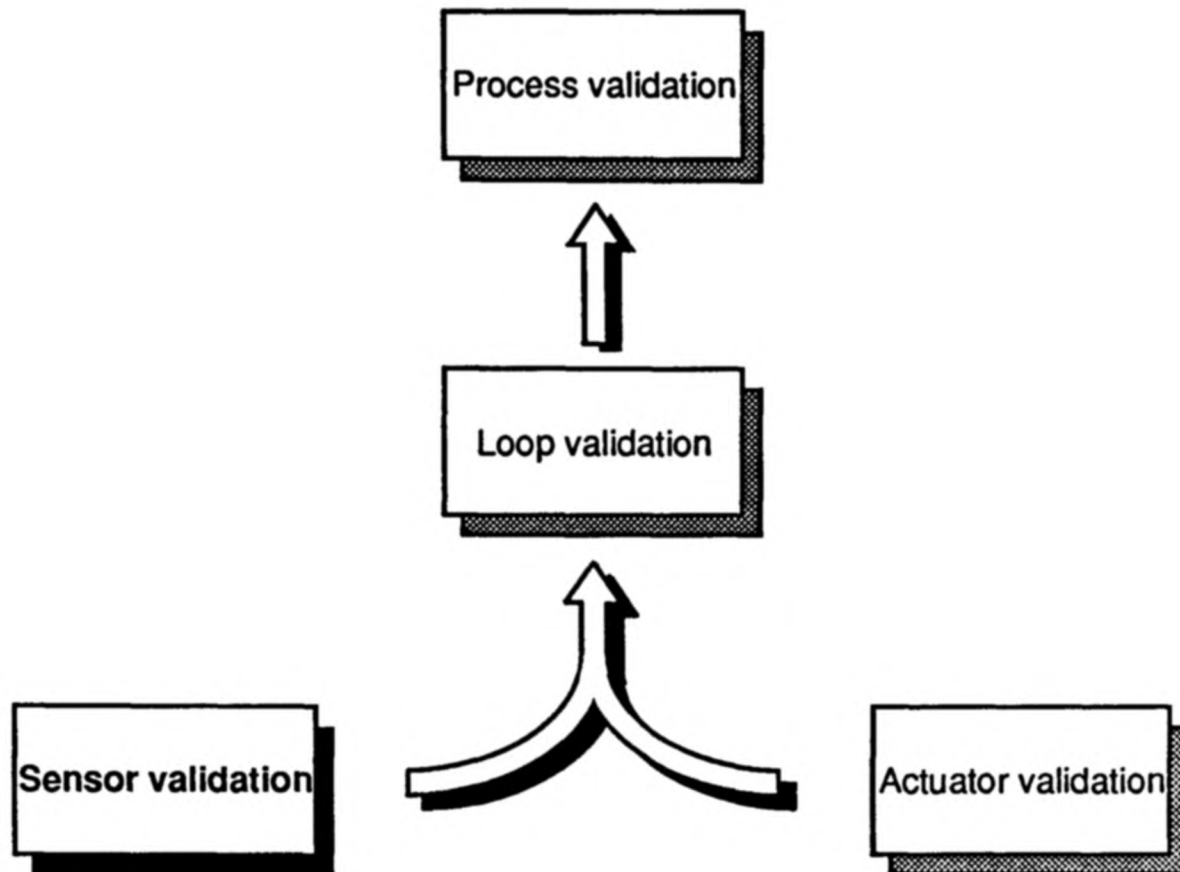 Process validation
Loop validation
Sensor validation
Actuator validation